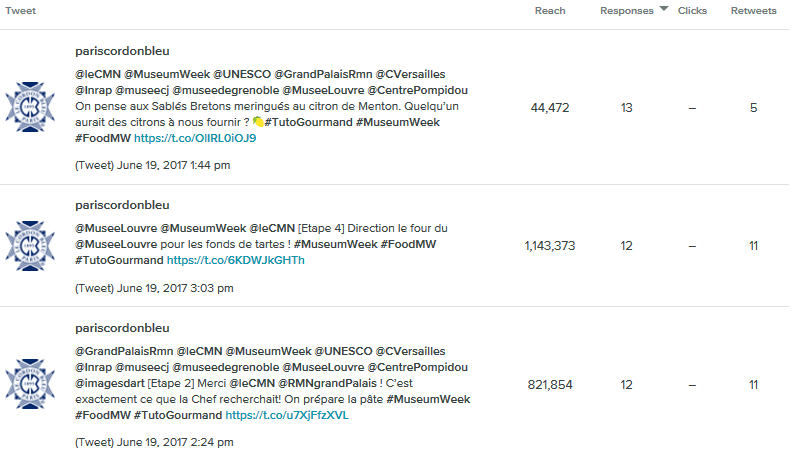 Tweet Reach Responses Clicks Retweets
pariscordonbleu
@leCMN @MuseumWeek @UNESCO @GrandPalaisRmn @CVersailles
@Inrap @museecj @museedegrenoble @MuseeLouvre @CentrePompidou
On pense aux Sablés Bretons meringués au citron de Menton. Quelqu'un
aurait des citrons à nous fournir ? 🍋#TutoGourmand #MuseumWeek
#FoodMW https://t.co/OlIRL0iOJ9
44,472 13 – 5
(Tweet) June 19, 2017 1:44 pm
pariscordonbleu
@MuseeLouvre @MuseumWeek @leCMN [Etape 4] Direction le four du
@MuseeLouvre pour les fonds de tartes ! #MuseumWeek #FoodMW
#TutoGourmand https://t.co/6KDWJkGHTh
1,143,373 12 – 11
(Tweet) June 19, 2017 3:03 pm
pariscordonbleu
@GrandPalaisRmn @leCMN @MuseumWeek @UNESCO @CVersailles
@Inrap @museecj @museedegrenoble @MuseeLouvre @CentrePompidou
@imagesdart [Etape 2] Merci @leCMN @RMNgrandPalais ! C'est
exactement ce que la Chef recherchait! On prépare la pâte #MuseumWeek
#FoodMW #TutoGourmand https://t.co/u7XjFfzXVL
821,854 12 – 11
(Tweet) June 19, 2017 2:24 pm